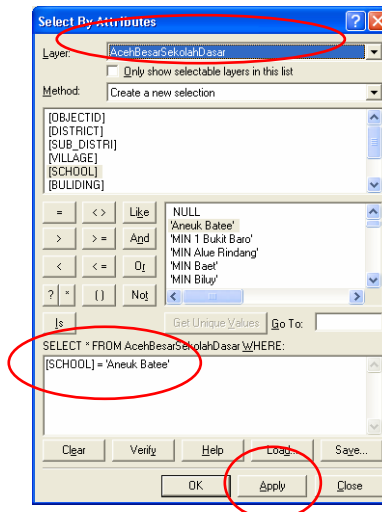 Select By Attributes
Layer: AcehBesarSekolahDasar
Only show selectable layers in this list
Method: Create a new selection
[OBJECTID]
[DISTRICT]
[SUB_DISTRI]
[VILLAGE]
[SCHOOL]
[BULIDING]
= <> Like NULL
'Aneuk Batee'
> >= And 'MIN 1 Bukit Baro'
'MIN Alue Rindang'
< <= Or 'MIN Baet'
'MIN Biluy'
? * () Not
Is Get Unique Values Go To:
SELECT * FROM AcehBesarSekolahDasar WHERE:
[SCHOOL] = 'Aneuk Batee'
Clear Verify Help Load... Save...
OK Apply Close